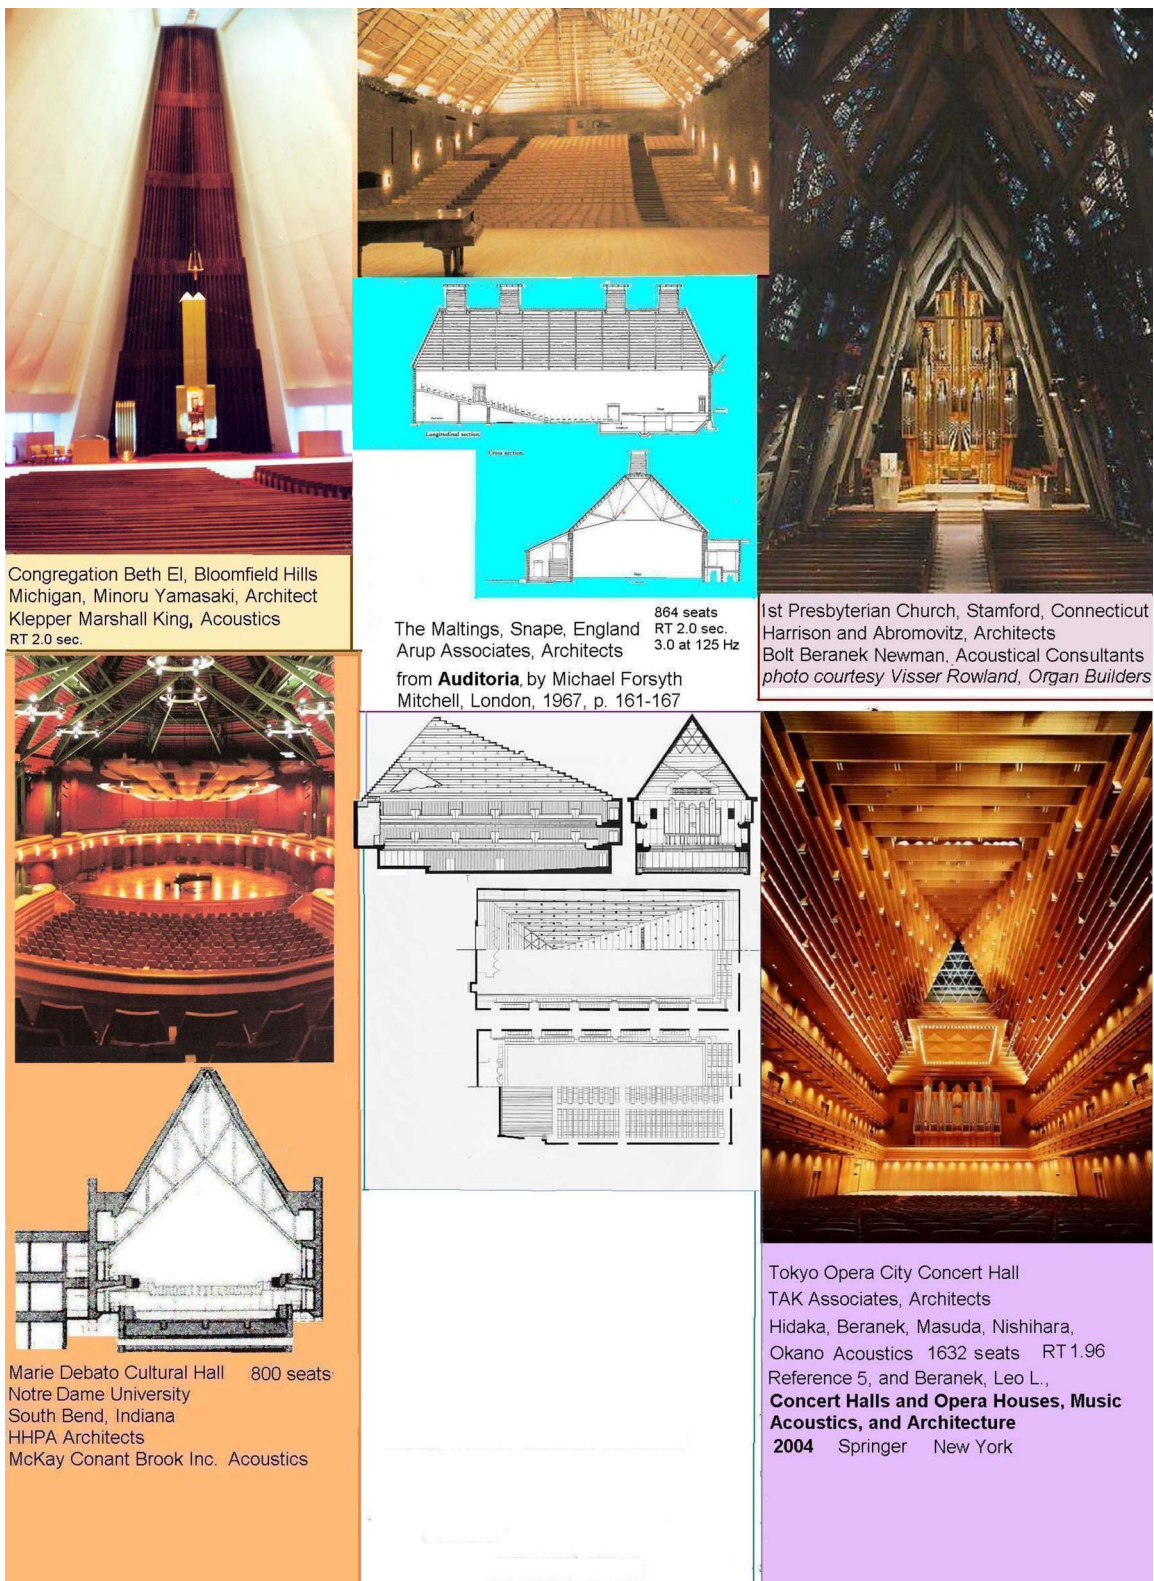 Longitudinal section.
Cross section.
Congregation Beth El, Bloomfield Hills
Michigan, Minoru Yamasaki, Architect
Klepper Marshall King, Acoustics
RT 2.0 sec.
The Maltings, Snape, England
Arup Associates, Architects
864 seats
RT 2.0 sec.
3.0 at 125 Hz
from Auditoria, by Michael Forsyth
Mitchell, London, 1967, p. 161-167
1st Presbyterian Church, Stamford, Connecticut
Harrison and Abromovitz, Architects
Bolt Beranek Newman, Acoustical Consultants
photo courtesy Visser Rowland, Organ Builders
Marie Debato Cultural Hall 800 seats
Notre Dame University
South Bend, Indiana
HHPA Architects
McKay Conant Brook Inc. Acoustics
Tokyo Opera City Concert Hall
TAK Associates, Architects
Hidaka, Beranek, Masuda, Nishihara,
Okano Acoustics 1632 seats RT 1.96
Reference 5, and Beranek, Leo L.,
Concert Halls and Opera Houses, Music
Acoustics, and Architecture
2004 Springer New York